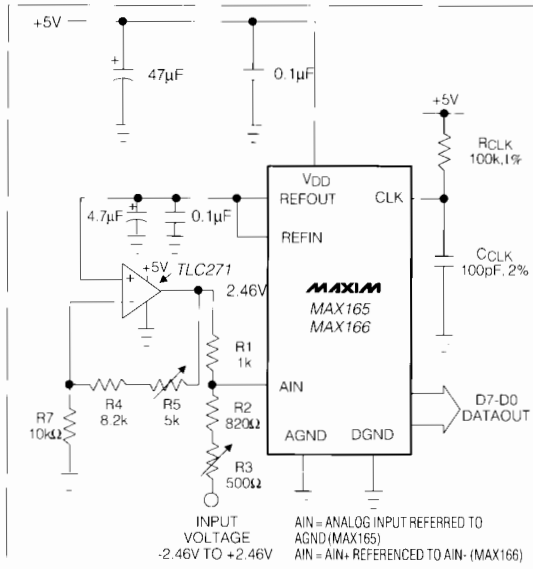 +5V
+
47µF
0.1µF
+5V
RCLK
100k,1%
VDD
REFOUT
CLK
4.7µF
+
0.1µF
REFIN
CCLK
100pF, 2%
+5V
TLC271
+
-
2.46V
MAXIM
MAX165
MAX166
R1
1k
AIN
D7-D0
DATAOUT
R4
8.2k
R5
5k
R2
820Ω
R7
10kΩ
AGND
DGND
R3
500Ω
INPUT
VOLTAGE
-2.46V TO +2.46V
AIN = ANALOG INPUT REFERRED TO
AGND (MAX165)
AIN = AIN+ REFERENCED TO AIN- (MAX166)